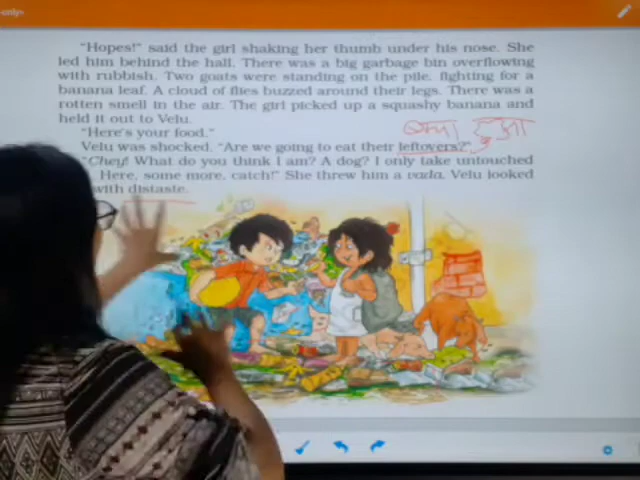 "Hopes!" said the girl shaking her thumb under his nose. She
led him behind the hall. There was a big garbage bin overflowing
with rubbish. Two goats were standing on the pile, fighting for a
banana leaf. A cloud of flies buzzed around their legs. There was a
rotten smell in the air. The girl picked up a squashy banana and
held it out to Velu.
"Here's your food."
बचा हुआ
Velu was shocked. "Are we going to eat their leftovers?"
"Chey! What do you think I am? A dog? I only take untouched
Here, some more, catch!" She threw him a vada. Velu looked
with distaste.